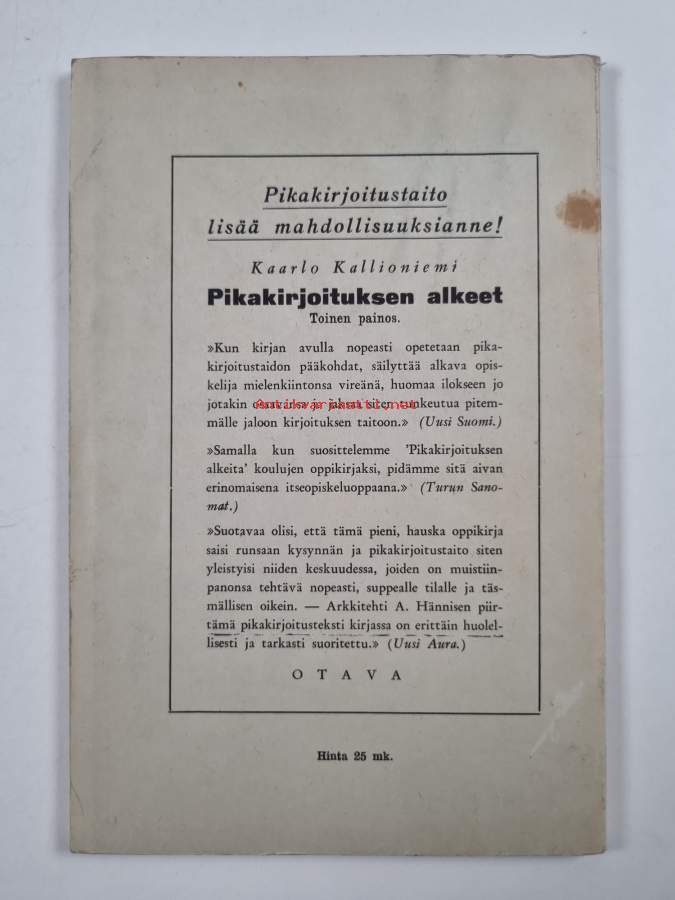 Pikakirjoitustaito
lisää mahdollisuuksianne!
Kaarlo Kallioniemi
Pikakirjoituksen alkeet
Toinen painos.
»Kun kirjan avulla nopeasti opetetaan pika-
kirjoitustaidon pääkohdat, säilyttää alkava opis-
kelija mielenkiintonsa vireänä, huomaa ilokseen jo
jotakin ja siten tunkeutua pitem-
Antikvariaatti.net
mälle jaloon kirjoituksen taitoon.» (Uusi Suomi.)
»Samalla kun suosittelemme 'Pikakirjoituksen
alkeita' koulujen oppikirjaksi, pidämme sitä aivan
erinomaisena itseopiskeluoppaana.» (Turun Sano-
mat.)
»Suotavaa olisi, että tämä pieni, hauska oppikirja
saisi runsaan kysynnän ja pikakirjoitustaito siten
yleistyisi niiden keskuudessa, joiden on muistiin-
panonsa tehtävä nopeasti, suppealle tilalle ja täs-
mällisen oikein. — Arkkitehti A. Hännisen piir-
tämä pikakirjoitusteksti kirjassa on erittäin huolel-
lisesti ja tarkasti suoritettu.» (Uusi Aura.)
OTAVA
Hinta 25 mk.